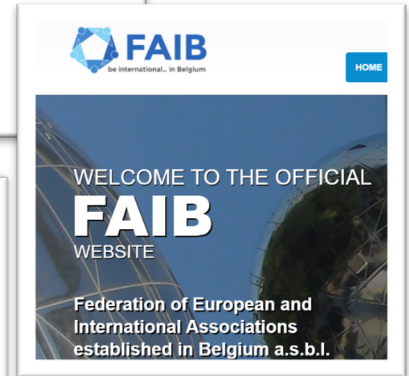 FAIB
be international... in Belgium
HOME
WELCOME TO THE OFFICIAL
FAIB
WEBSITE
Federation of European and
International Associations
established in Belgium a.s.b.l.